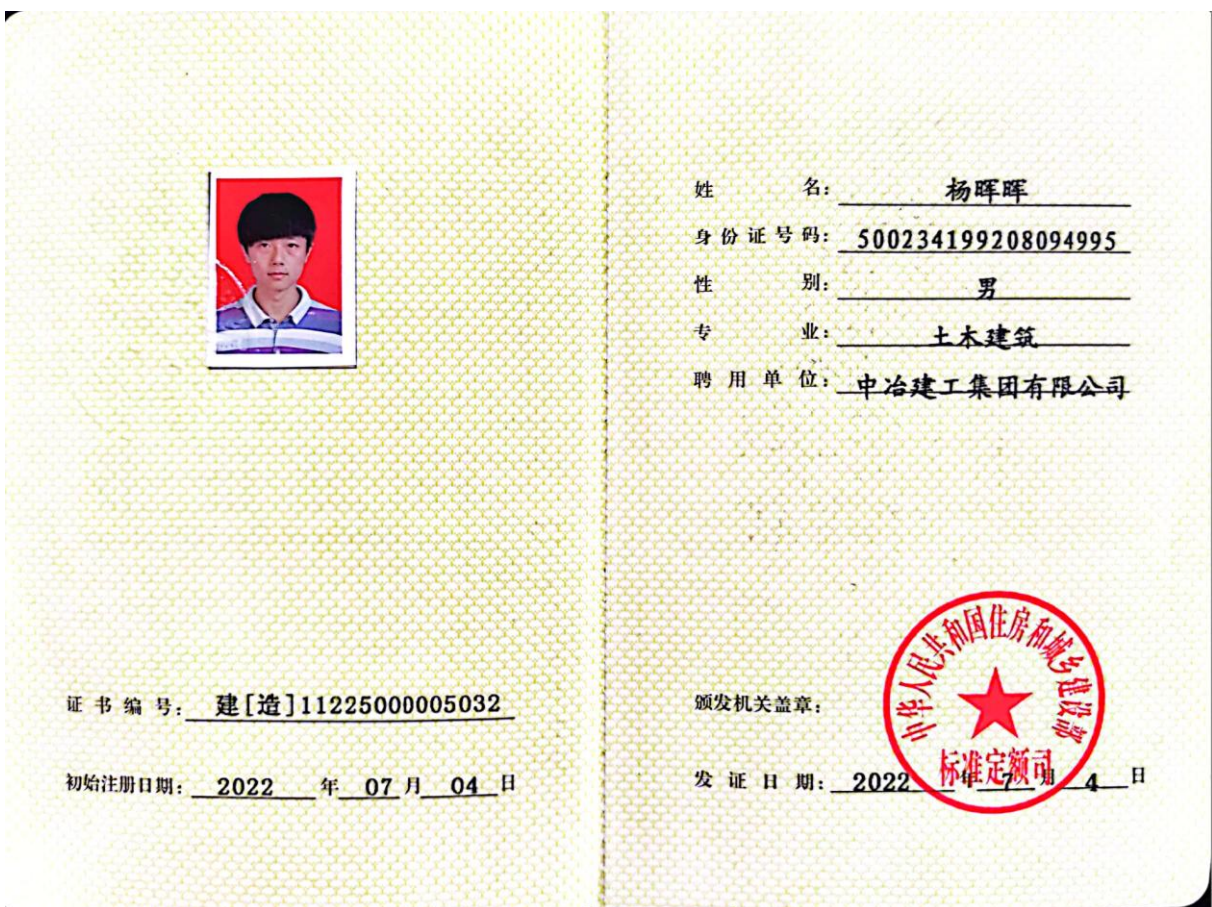 姓名：杨晖晖
身份证号码：500234199208094995
性别：男
专业：土木建筑
聘用单位：中冶建工集团有限公司
证书编号：建[造]11225000005032
初始注册日期：2022年07月04日
颁发机关盖章：
中华人民共和国住房和城乡建设部
标准定额司
发证日期：2022年7月4日